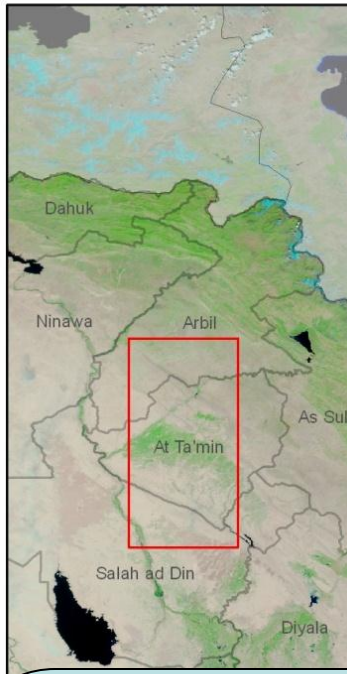 Dahuk
Ninawa
Arbil
As Sul
At Ta'min
Salah ad Din
Diyala